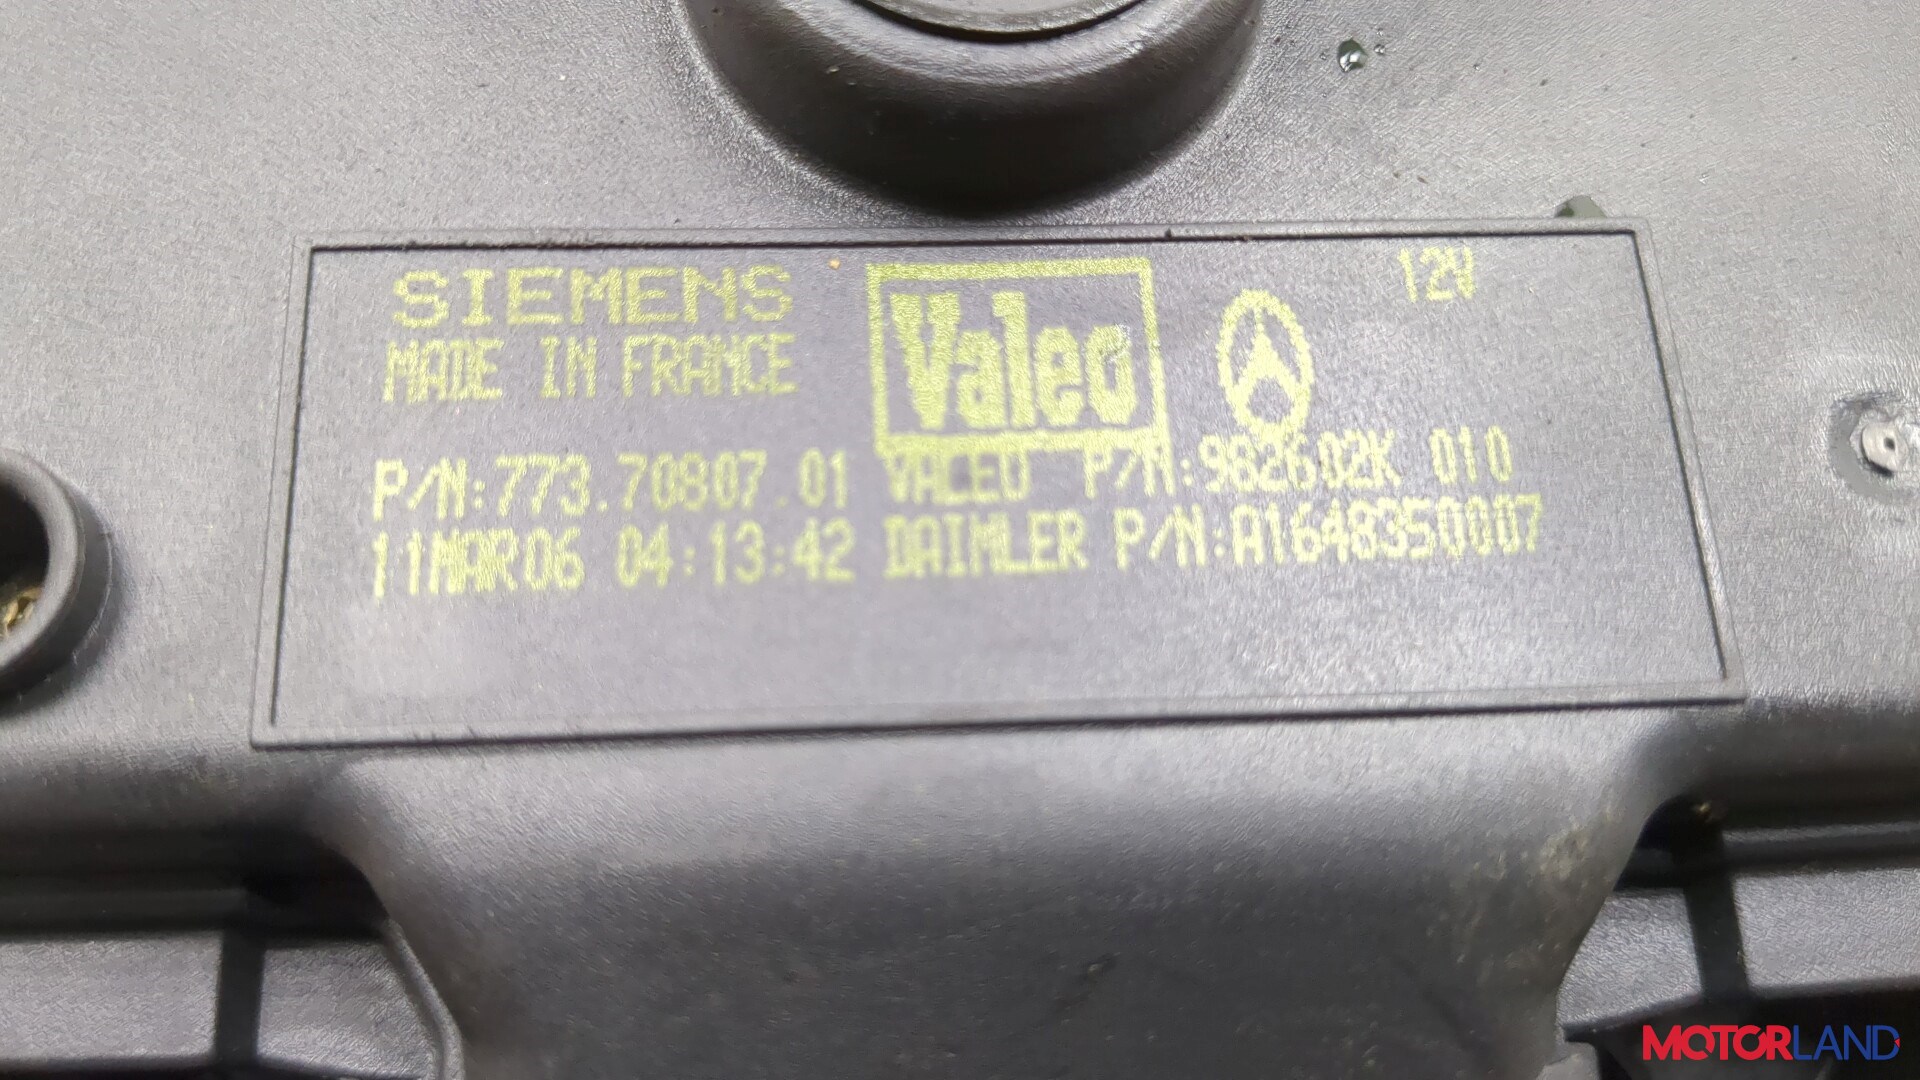 SIEMENS
MADE IN FRANCE
Valeo
12V
P/N:773.70807.01 VALEO P/N:982602K 010
11MAR06 04:13:42 DAIMLER P/N:A1648350007
MOTORLAND